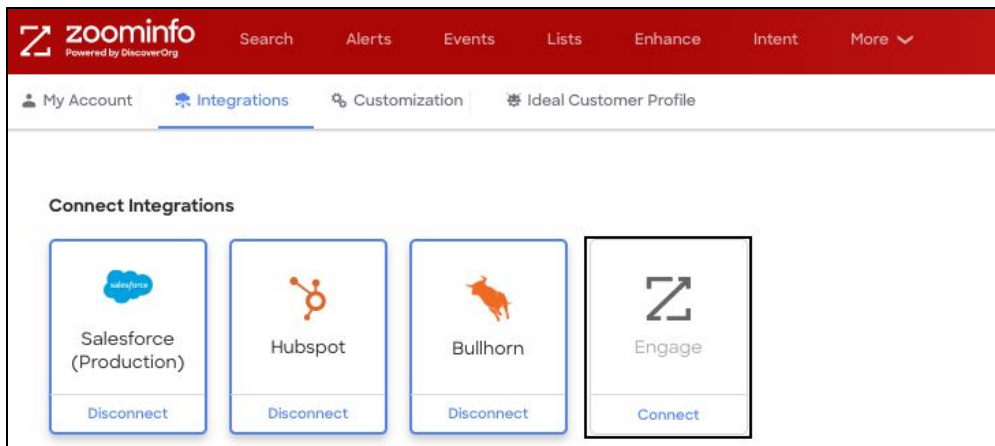 zoominfo
Powered by DiscoverOrg
Search Alerts Events Lists Enhance Intent More
My Account Integrations Customization Ideal Customer Profile
Connect Integrations
salesforce
Salesforce
(Production)
Disconnect
Hubspot
Disconnect
Bullhorn
Disconnect
Engage
Connect